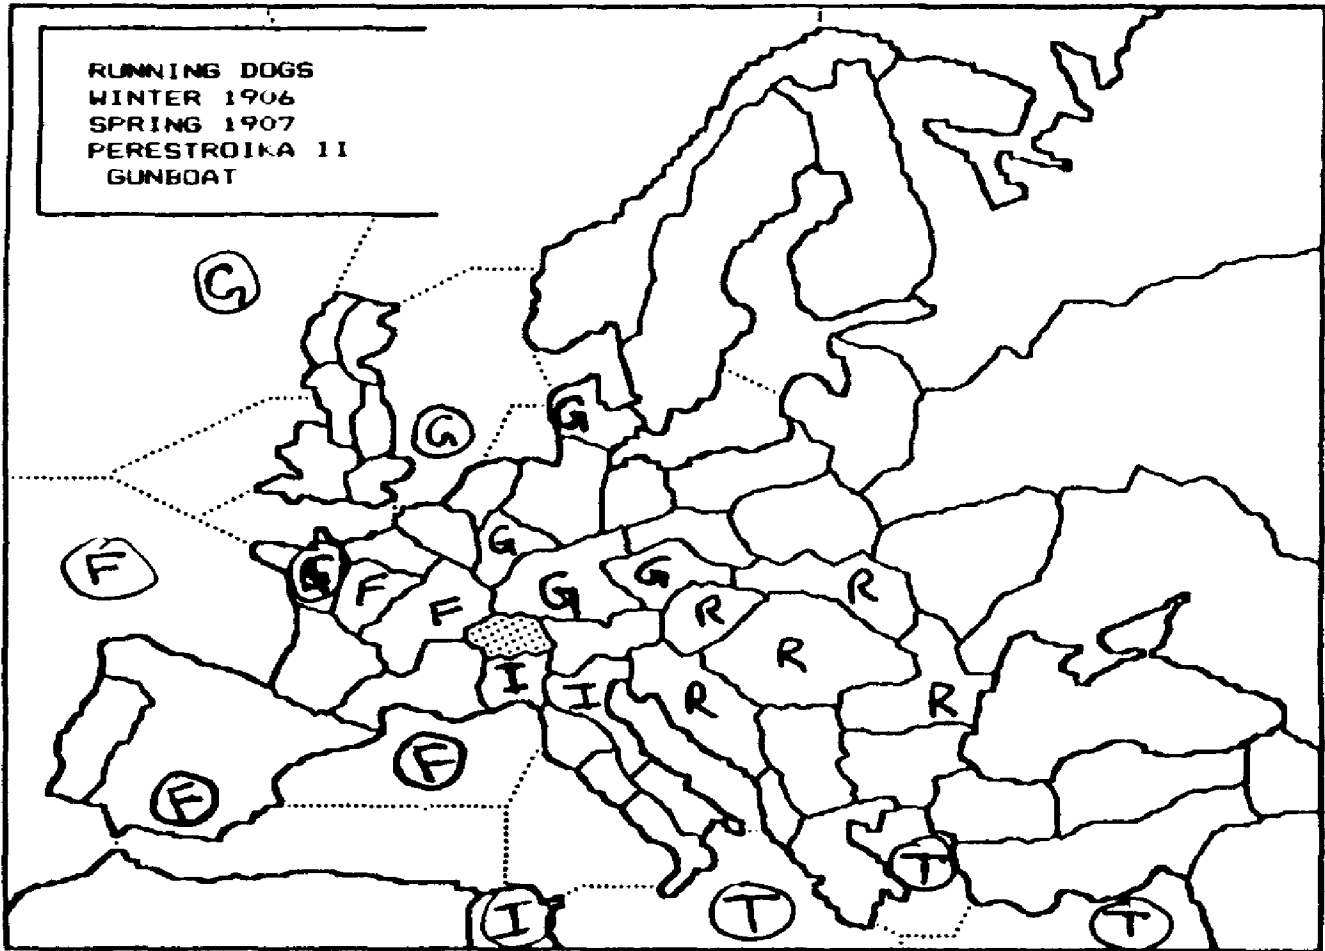 RUNNING DOGS
WINTER 1906
SPRING 1907
PERESTROIKA II
GUNBOAT
G
G
G
F
G
G
F
F
G
G
R
R
R
I
I
R
R
F
F
I
T
T
T